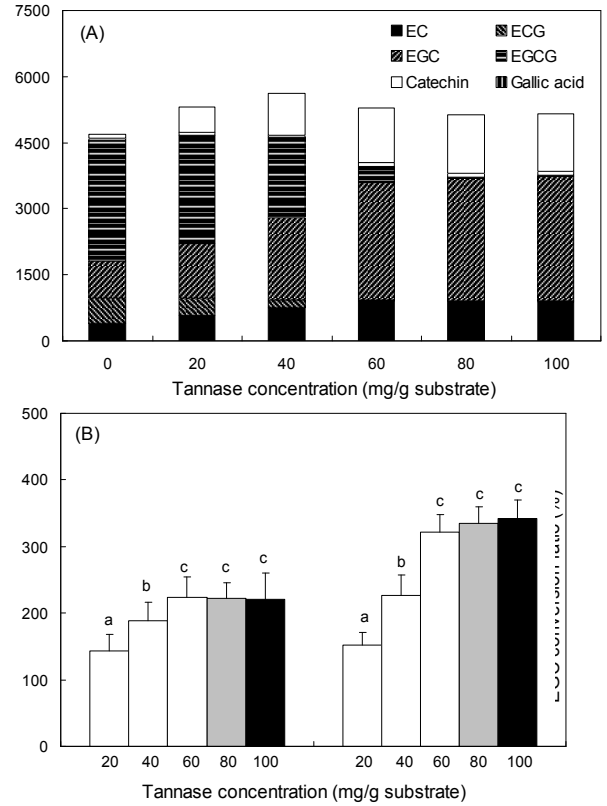 7500
(A)
EC
ECG
EGC
EGCG
Catechin
Gallic acid
6000
4500
3000
1500
0
0 20 40 60 80 100
Tannase concentration (mg/g substrate)
500
(B)
400
300
200
100
0
a b c c c
a b c c c
conversion ratio (%)
20 40 60 80 100 20 40 60 80 100
Tannase concentration (mg/g substrate)